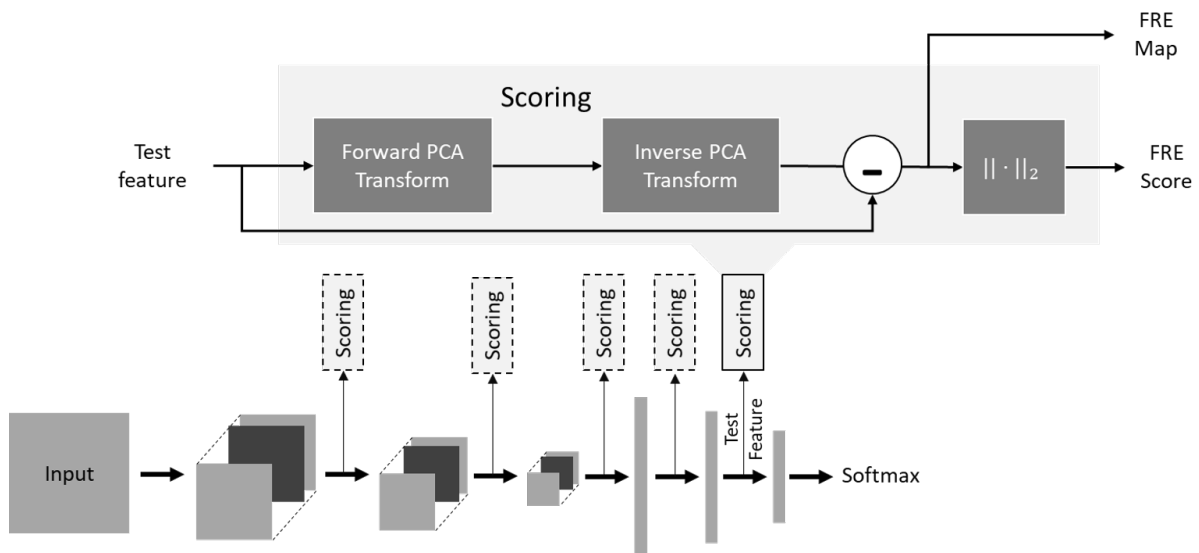 FRE
Map
Scoring
Test
feature
Forward PCA
Transform
Inverse PCA
Transform
-
|| · ||₂
FRE
Score
Scoring
Scoring
Scoring
Scoring
Scoring
Test
Feature
Input
Softmax